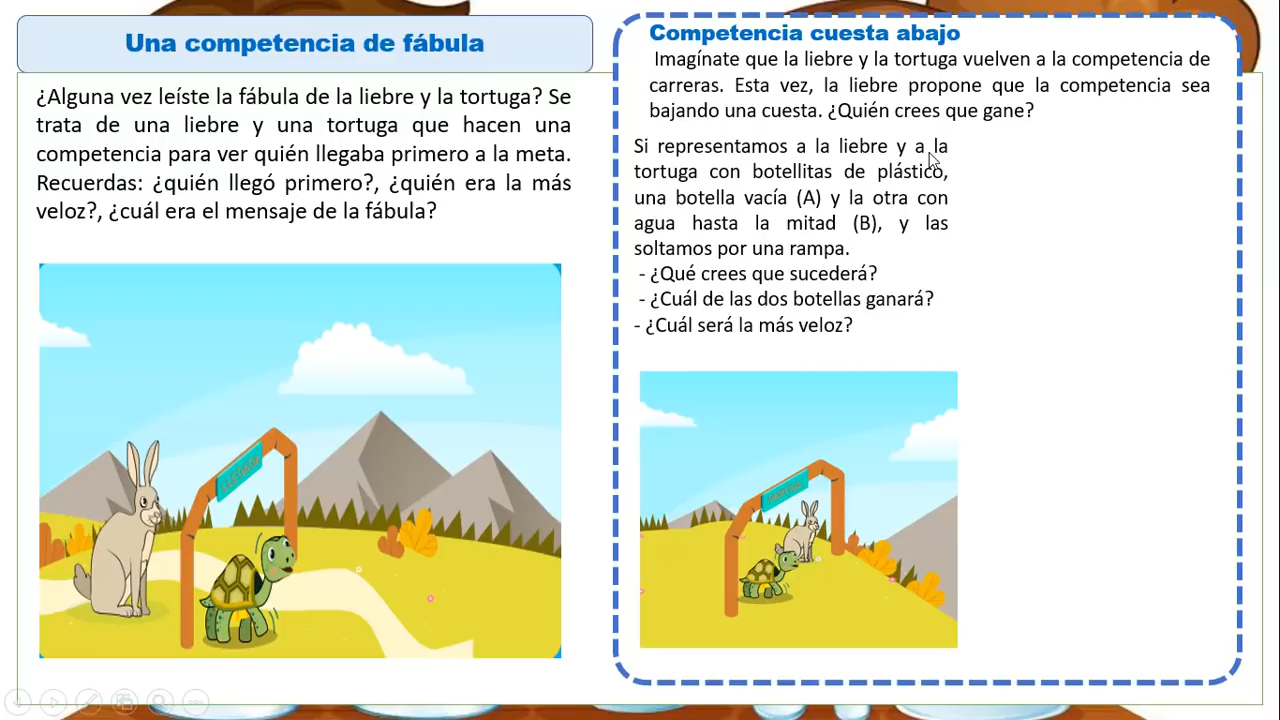 Una competencia de fábula
¿Alguna vez leíste la fábula de la liebre y la tortuga? Se
trata de una liebre y una tortuga que hacen una
competencia para ver quién llegaba primero a la meta.
Recuerdas: ¿quién llegó primero?, ¿quién era la más
veloz?, ¿cuál era el mensaje de la fábula?
LLEGADA
Competencia cuesta abajo
Imagínate que la liebre y la tortuga vuelven a la competencia de
carreras. Esta vez, la liebre propone que la competencia sea
bajando una cuesta. ¿Quién crees que gane?
Si representamos a la liebre y a la
tortuga con botellitas de plástico,
una botella vacía (A) y la otra con
agua hasta la mitad (B), y las
soltamos por una rampa.
- ¿Qué crees que sucederá?
- ¿Cuál de las dos botellas ganará?
- ¿Cuál será la más veloz?